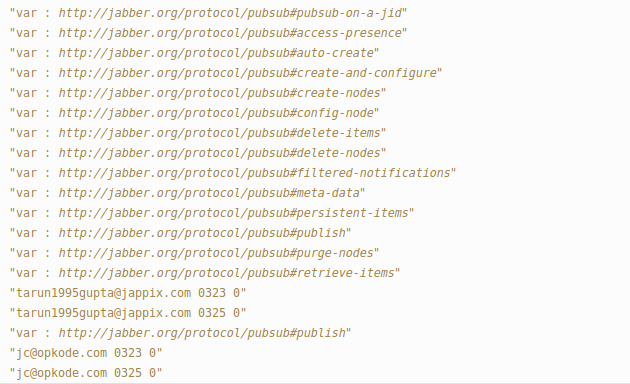 "var : http://jabber.org/protocol/pubsub#pubsub-on-a-jid"
"var : http://jabber.org/protocol/pubsub#access-presence"
"var : http://jabber.org/protocol/pubsub#auto-create"
"var : http://jabber.org/protocol/pubsub#create-and-configure"
"var : http://jabber.org/protocol/pubsub#create-nodes"
"var : http://jabber.org/protocol/pubsub#config-node"
"var : http://jabber.org/protocol/pubsub#delete-items"
"var : http://jabber.org/protocol/pubsub#delete-nodes"
"var : http://jabber.org/protocol/pubsub#filtered-notifications"
"var : http://jabber.org/protocol/pubsub#meta-data"
"var : http://jabber.org/protocol/pubsub#persistent-items"
"var : http://jabber.org/protocol/pubsub#publish"
"var : http://jabber.org/protocol/pubsub#purge-nodes"
"var : http://jabber.org/protocol/pubsub#retrieve-items"
"tarun1995gupta@jappix.com 0323 0"
"tarun1995gupta@jappix.com 0325 0"
"var : http://jabber.org/protocol/pubsub#publish"
"jc@opkode.com 0323 0"
"jc@opkode.com 0325 0"